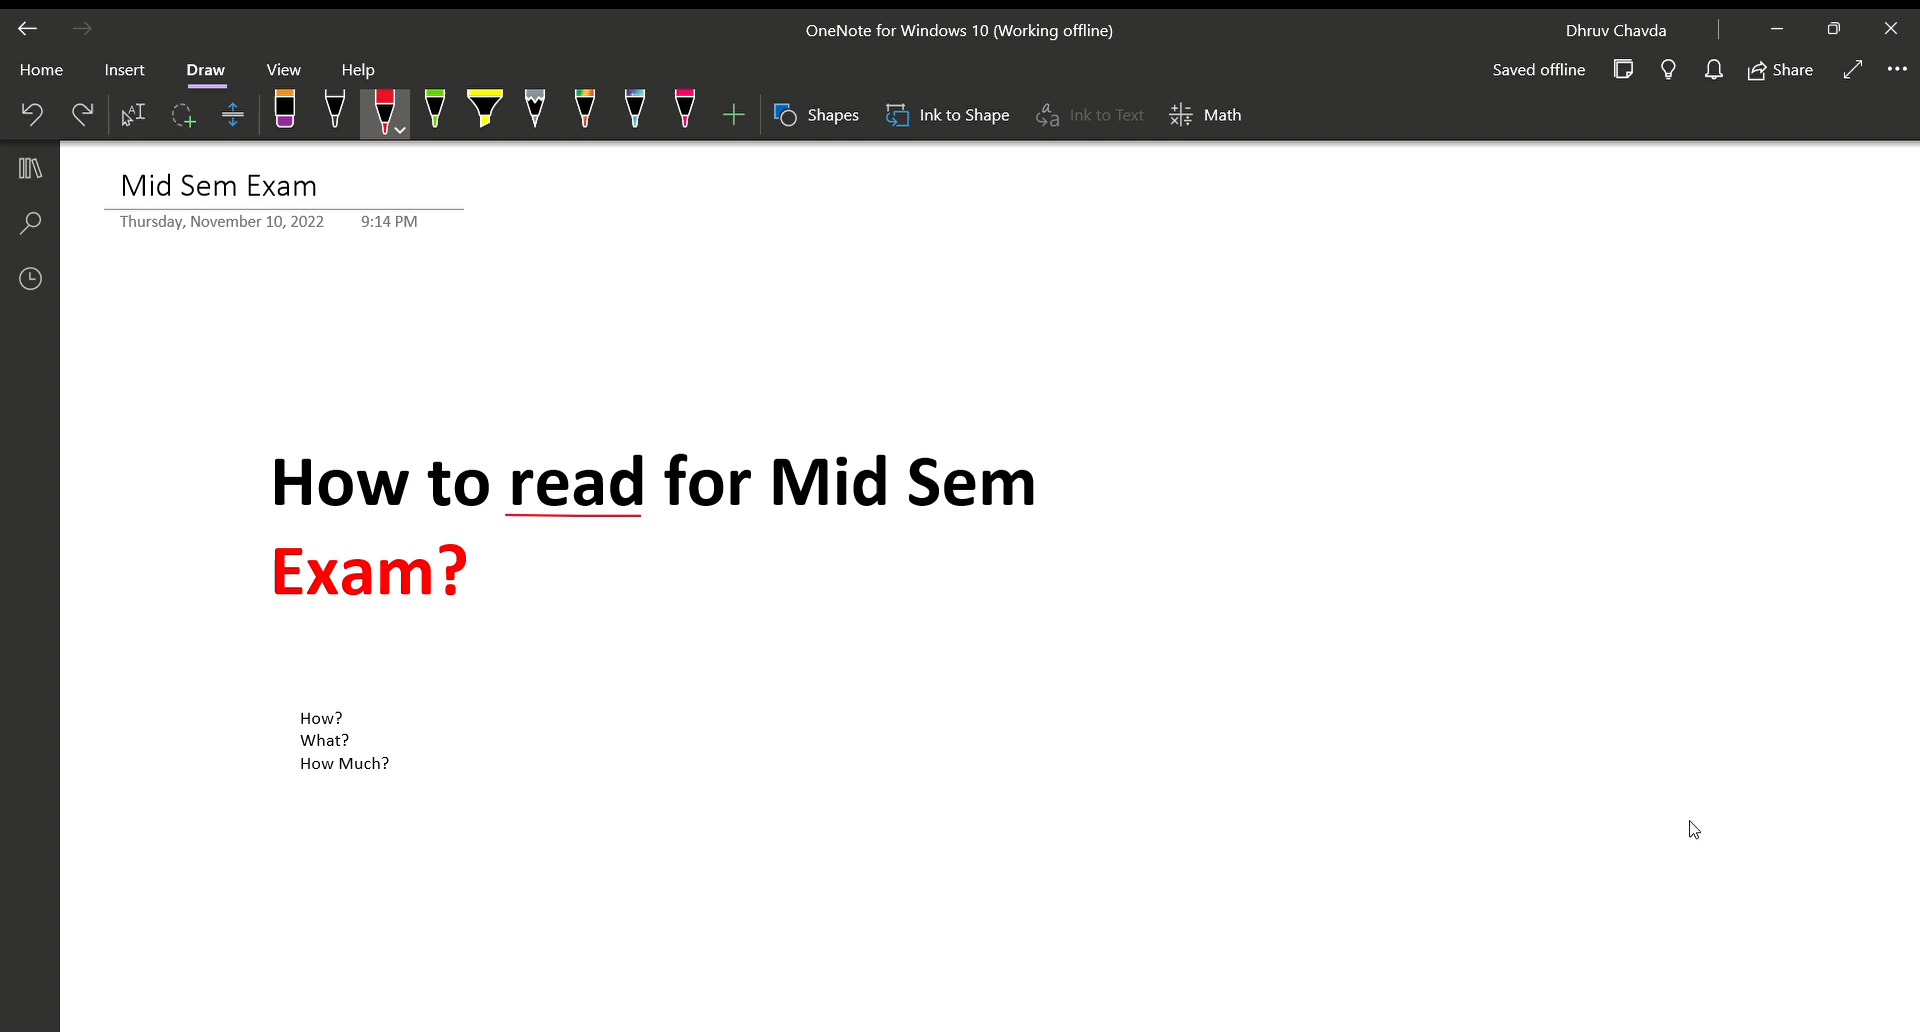 OneNote for Windows 10 (Working offline)
Dhruv Chavda
Home Insert Draw View Help
Saved offline
Share
Shapes
Ink to Shape
Ink to Text
Math
Mid Sem Exam
Thursday, November 10, 2022 9:14 PM
How to read for Mid Sem
Exam?
How?
What?
How Much?